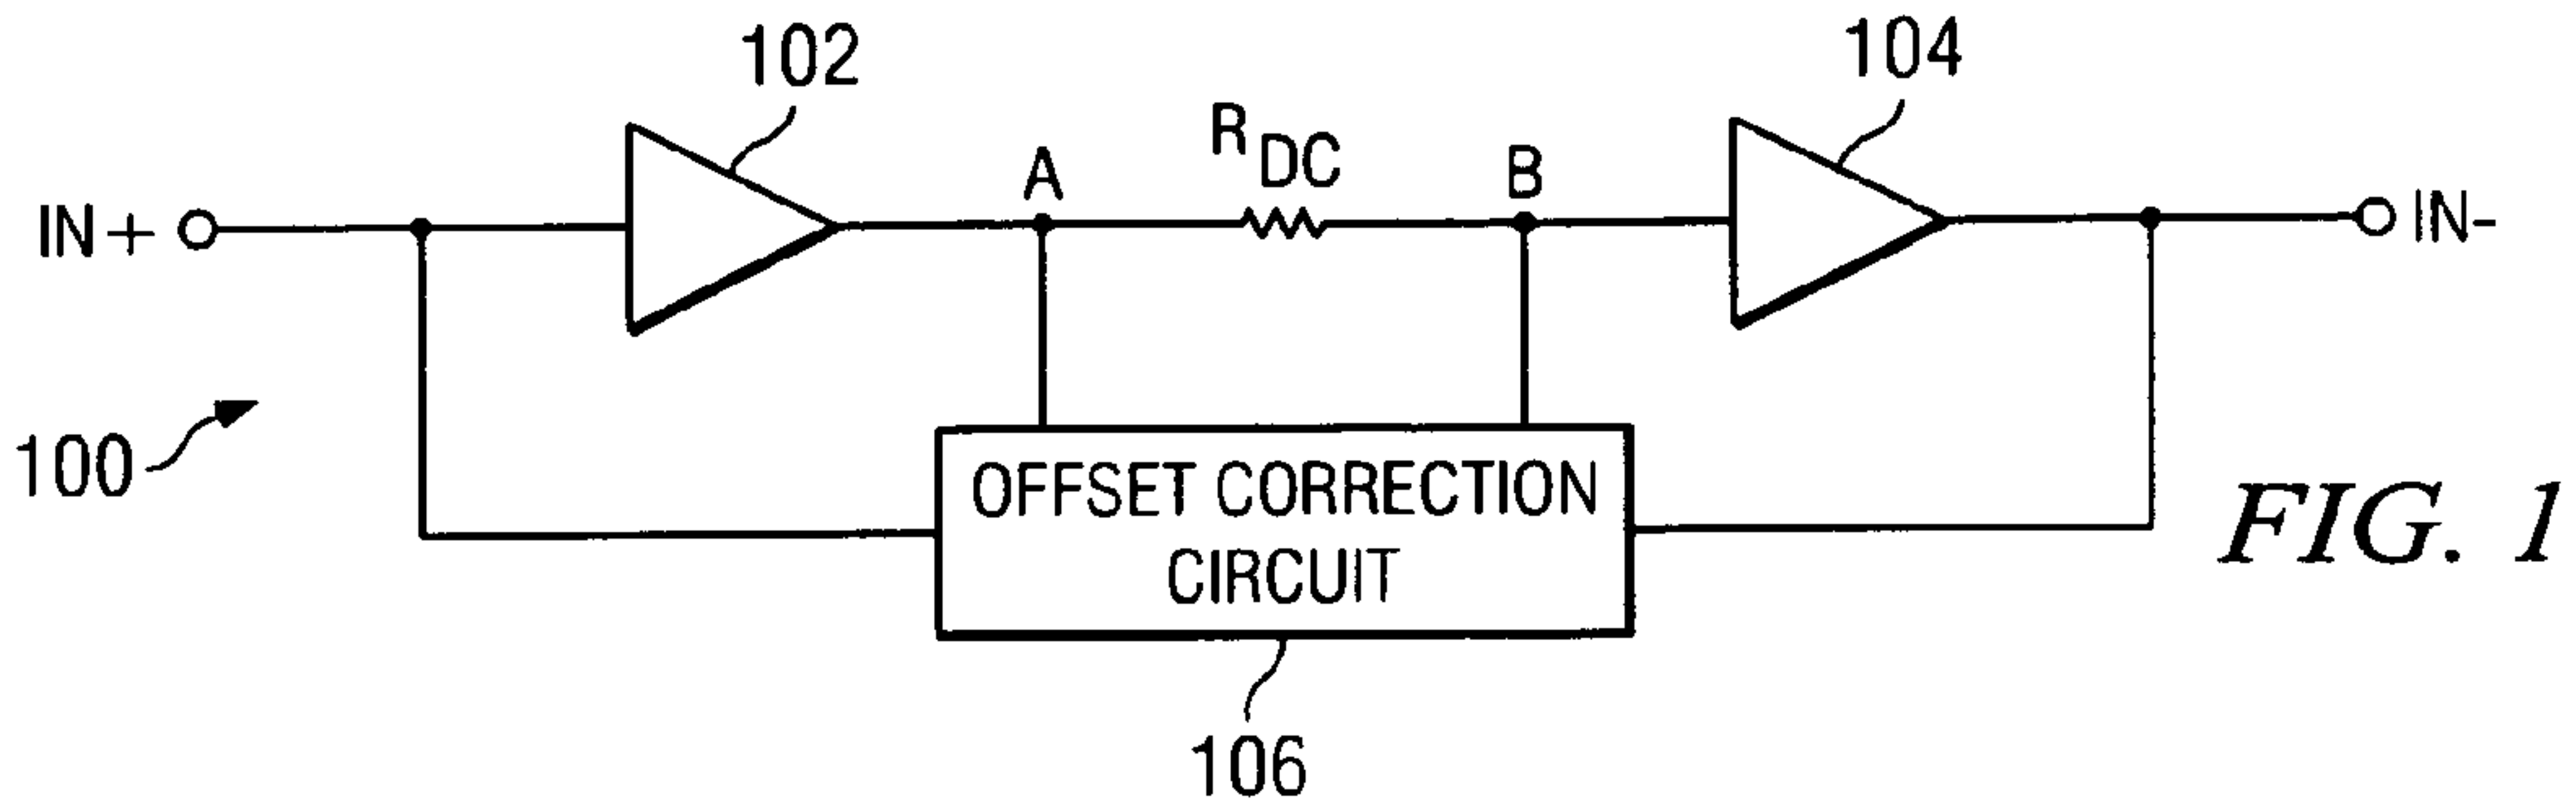 102
104
R DC
A
B
IN+
IN-
100
OFFSET CORRECTION
CIRCUIT
FIG. 1
106